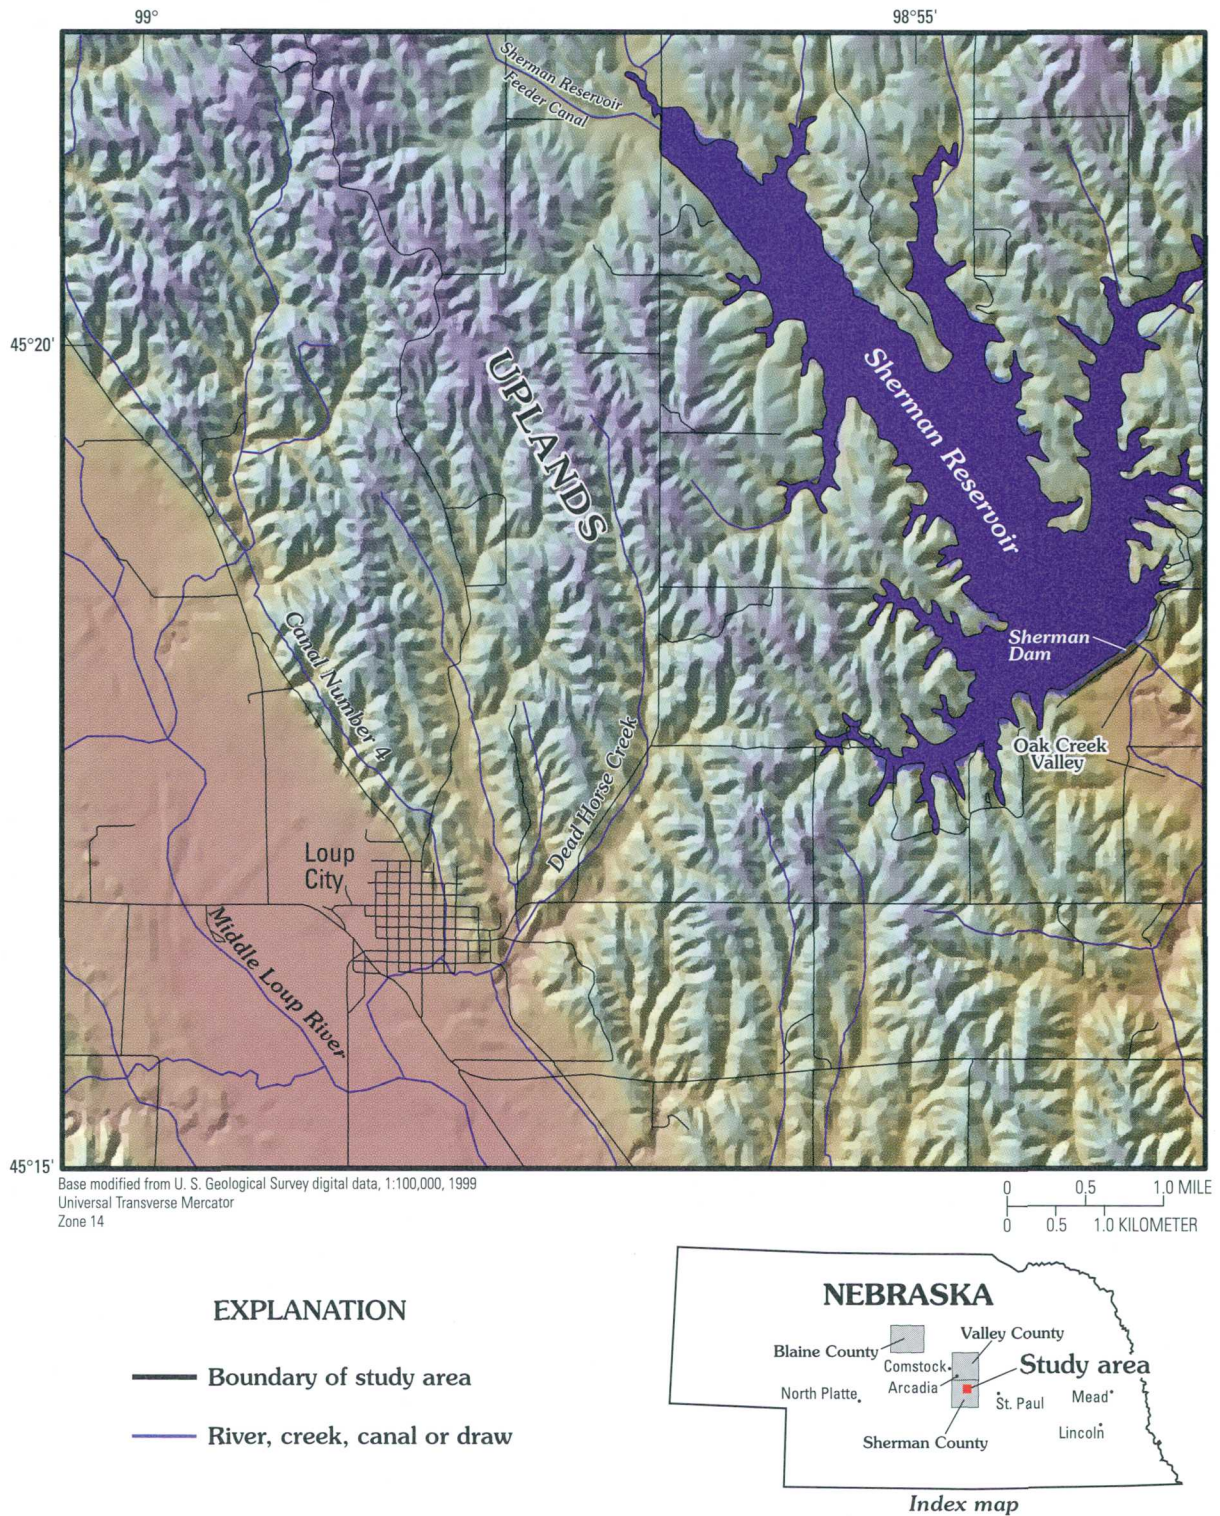 99°
98°55'
Sherman Reservoir
Feeder Canal
45°20'
UPLANDS
Sherman Reservoir
Canal Number 4
Sherman
Dam
Oak Creek
Valley
Dead Horse Creek
Loup
City
Middle Loup River
45°15'
Base modified from U. S. Geological Survey digital data, 1:100,000, 1999
Universal Transverse Mercator
Zone 14
0 0.5 1.0 MILE
0 0.5 1.0 KILOMETER
EXPLANATION
Boundary of study area
River, creek, canal or draw
NEBRASKA
Blaine County
Valley County
Comstock
Study area
Arcadia
North Platte
St. Paul
Mead
Lincoln
Sherman County
Index map